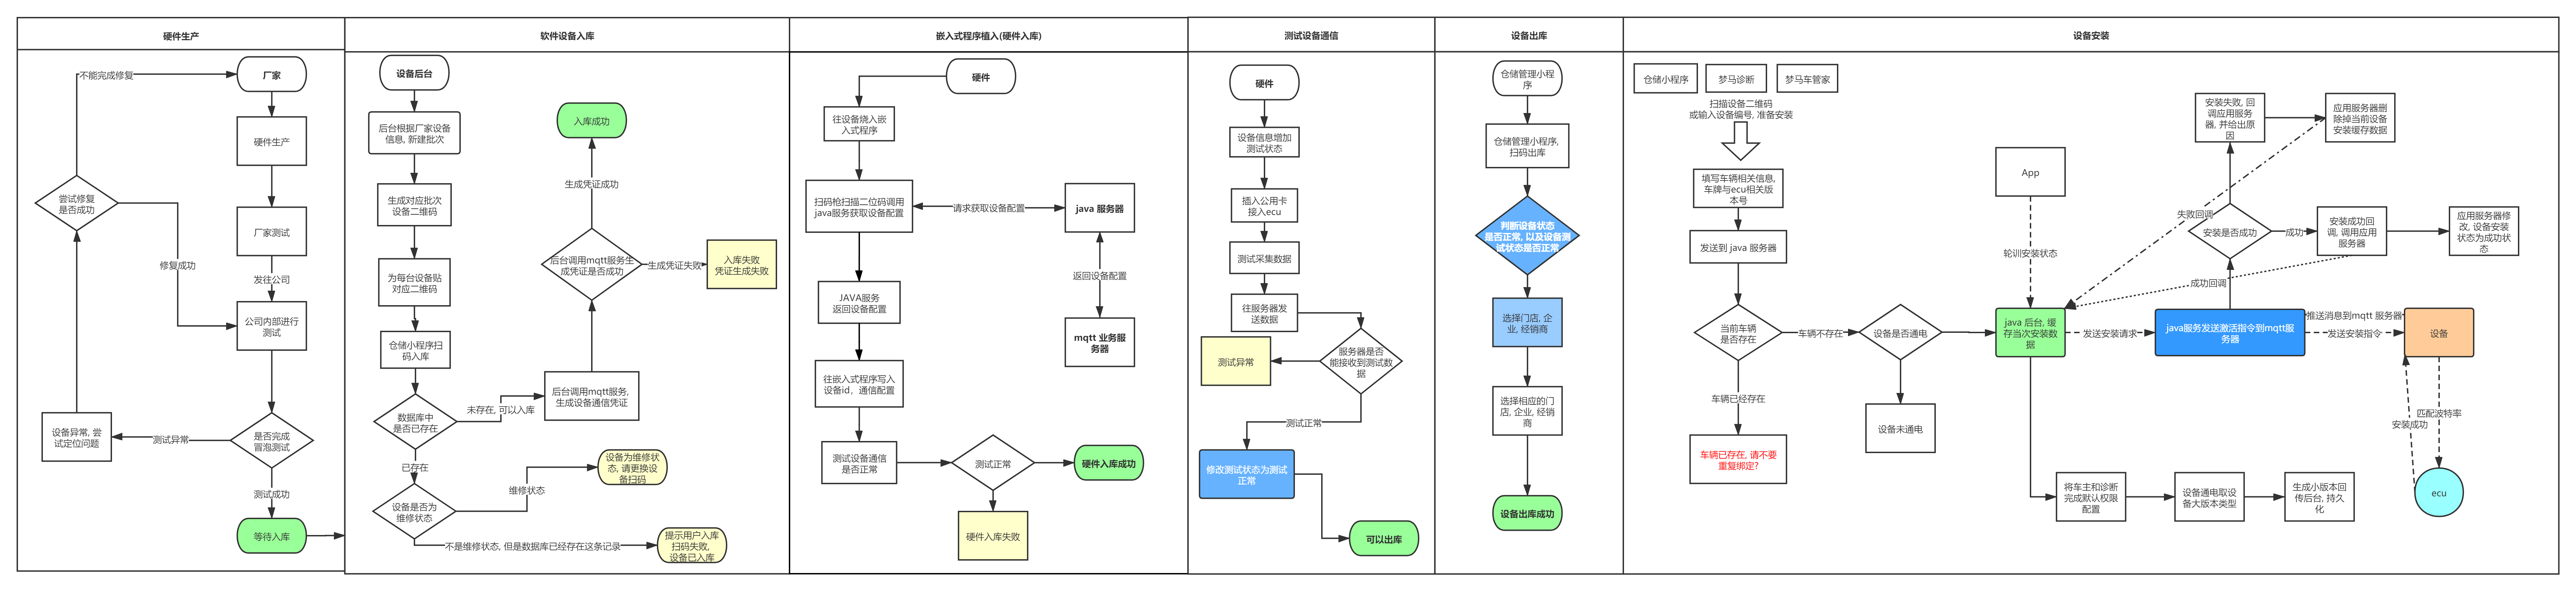 硬件生产
厂家
不能完成修复
硬件生产
尝试修复
是否成功
厂家测试
修复成功
发往公司
公司内部进行
测试
设备异常, 尝
试定位问题
测试异常
是否完成
冒泡测试
测试成功
等待入库
软件设备入库
设备后台
后台根据厂家设备
信息, 新建批次
入库成功
生成对应批次
设备二维码
生成凭证成功
为每台设备贴
对应二维码
后台调用mqtt服务生
成凭证是否成功
生成凭证失败
入库失败
凭证生成失败
仓储小程序扫
码入库
数据库中
是否已存在
未存在, 可以入库
后台调用mqtt服务,
生成设备通信凭证
已存在
设备是否为
维修状态
维修状态
设备为维修状
态, 请更换设
备扫码
不是维修状态, 但是数据库已经存在这条记录
提示用户入库
扫码失败,
设备已入库
嵌入式程序植入(硬件入库)
硬件
往设备烧入嵌
入式程序
扫码枪扫描二位码调用
java服务获取设备配置
请求获取设备配置
java 服务器
返回设备配置
JAVA服务
返回设备配置
mqtt 业务服
务器
往嵌入式程序写入
设备id，通信配置
测试设备通信
是否正常
测试正常
硬件入库成功
硬件入库失败
测试设备通信
硬件
设备信息增加
测试状态
插入公用卡
接入ecu
测试采集数据
往服务器发
送数据
测试异常
服务器是否
能接收到测试数
据
测试正常
修改测试状态为测试
正常
可以出库
设备出库
仓储管理小程
序
仓储管理小程序,
扫码出库
判断设备状态
是否正常, 以及设备测
试状态是否正常
选择门店, 企
业, 经销商
选择相应的门
店, 企业, 经销
商
设备出库成功
设备安装
仓储小程序
梦马诊断
梦马车管家
扫描设备二维码
或输入设备编号, 准备安装
填写车辆相关信息,
车牌与ecu相关版
本号
发送到 java 服务器
当前车辆
是否存在
车辆不存在
设备是否通电
车辆已经存在
设备未通电
车辆已存在, 请不要
重复绑定?
App
轮训安装状态
java 后台, 缓
存当次安装数
据
发送安装请求
java服务发送激活指令到mqtt服
务器
推送消息到mqtt 服务器
发送安装指令
设备
安装失败, 回
调应用服务
器, 并给出原
因
应用服务器删
除掉当前设备
安装缓存数据
失败回调
安装是否成功
成功
安装成功回
调, 调用应用
服务器
应用服务器修
改, 设备安装
状态为成功状
态
成功回调
匹配波特率
安装成功
ecu
将车主和诊断
完成默认权限
配置
设备通电取设
备大版本类型
生成小版本回
传后台, 持久
化